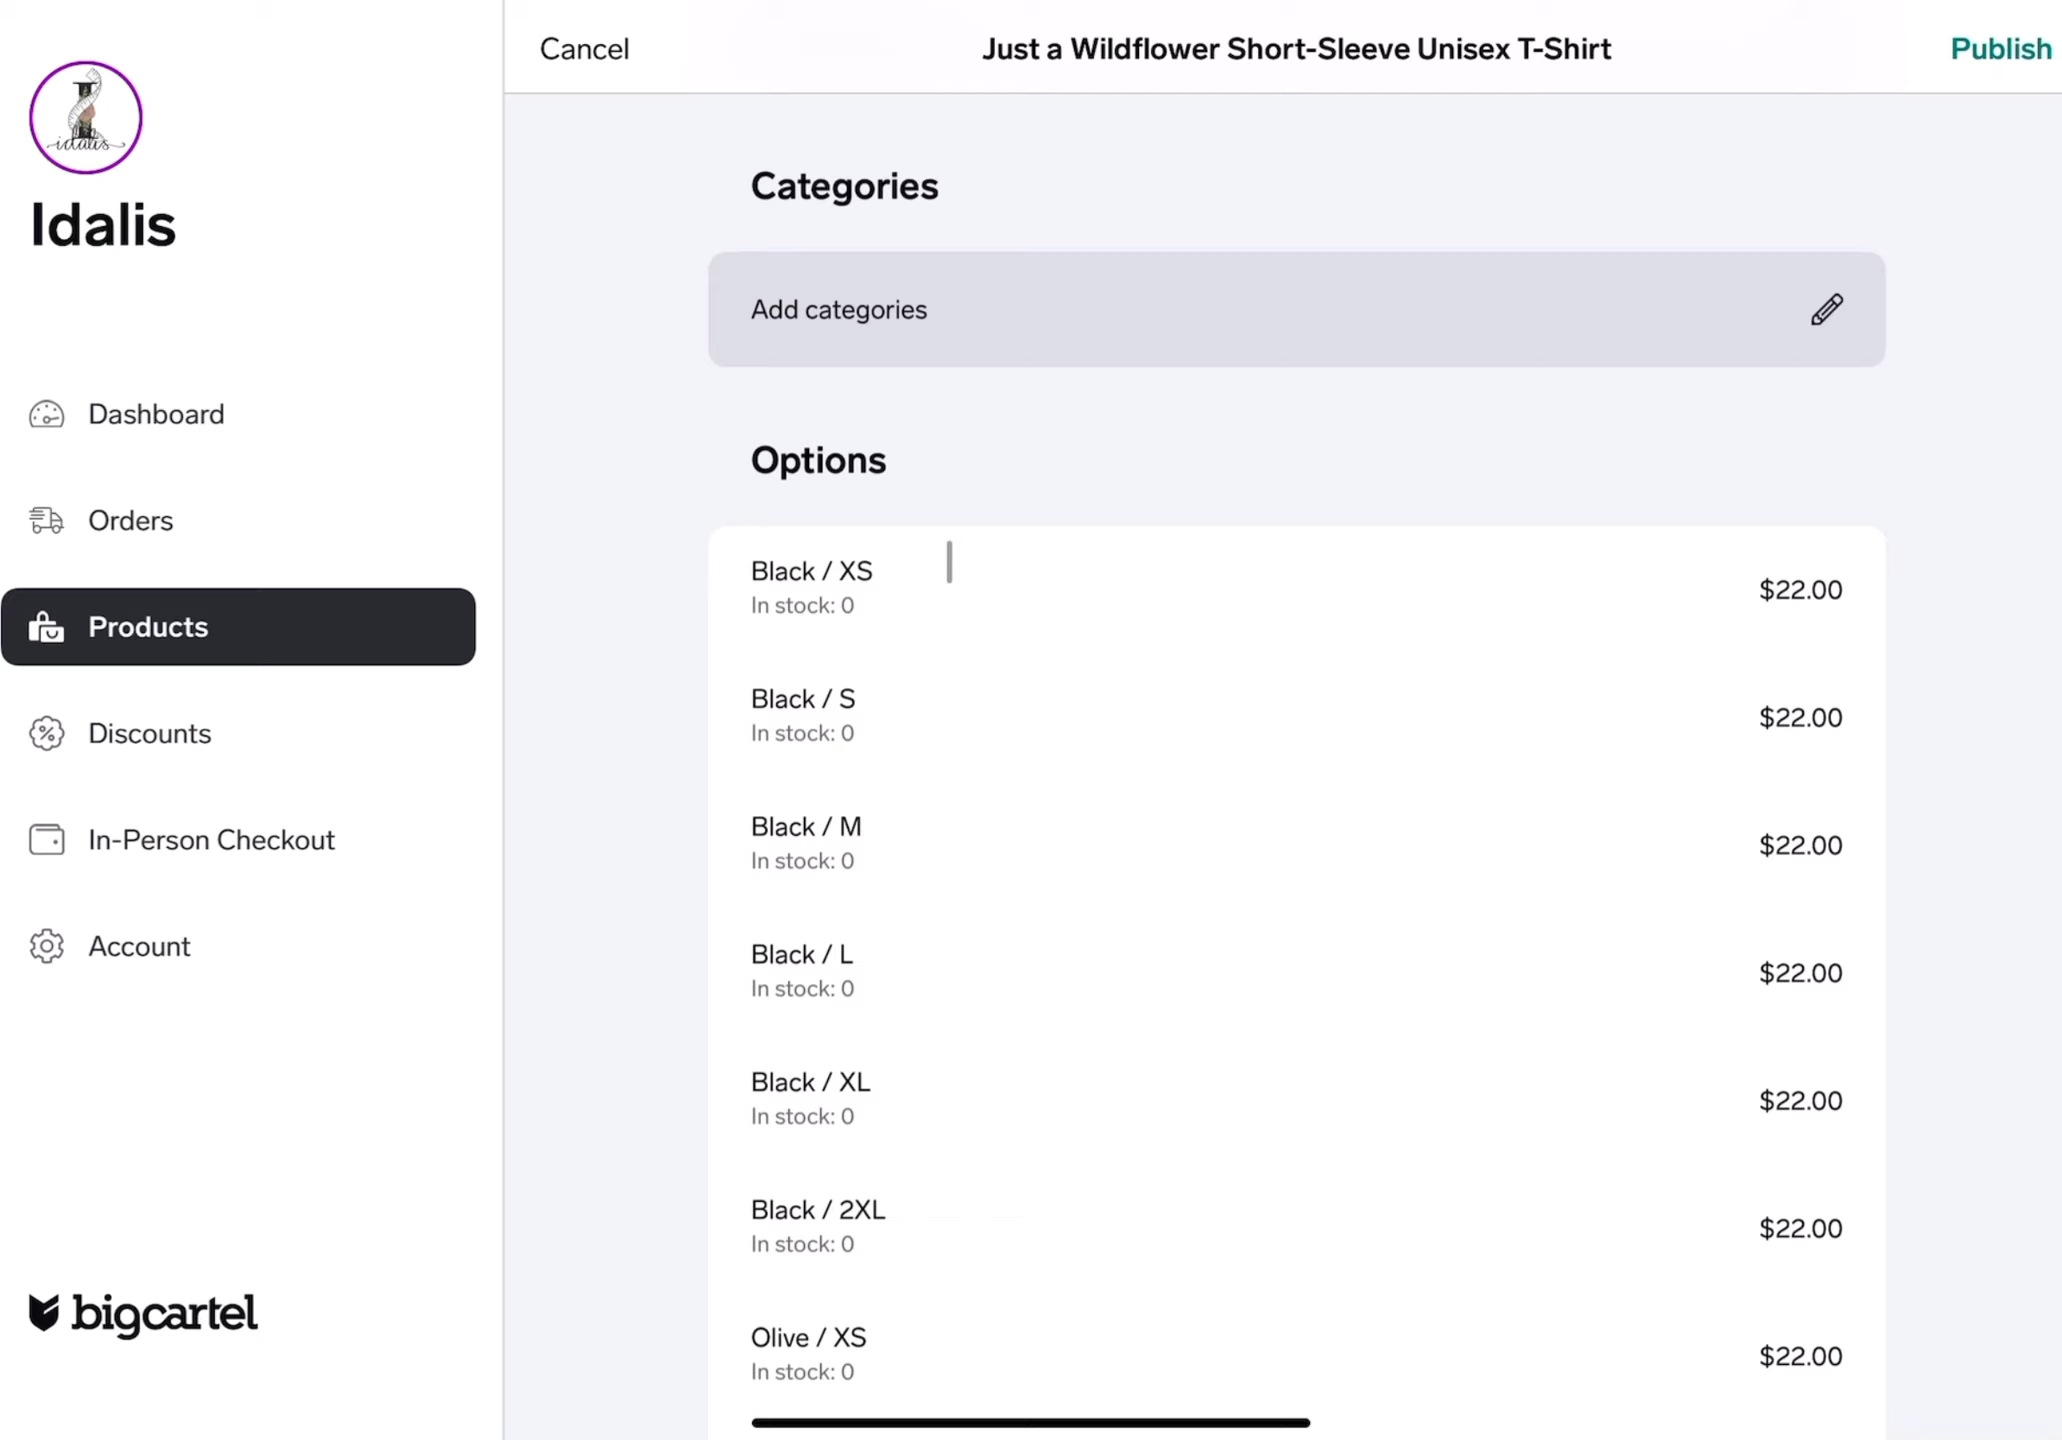 Cancel
Just a Wildflower Short-Sleeve Unisex T-Shirt
Publish
idalis
Idalis
Dashboard
Orders
Products
Discounts
In-Person Checkout
Account
bigcartel
Categories
Add categories
Options
Black / XS
In stock: 0
$22.00
Black / S
In stock: 0
$22.00
Black / M
In stock: 0
$22.00
Black / L
In stock: 0
$22.00
Black / XL
In stock: 0
$22.00
Black / 2XL
In stock: 0
$22.00
Olive / XS
In stock: 0
$22.00